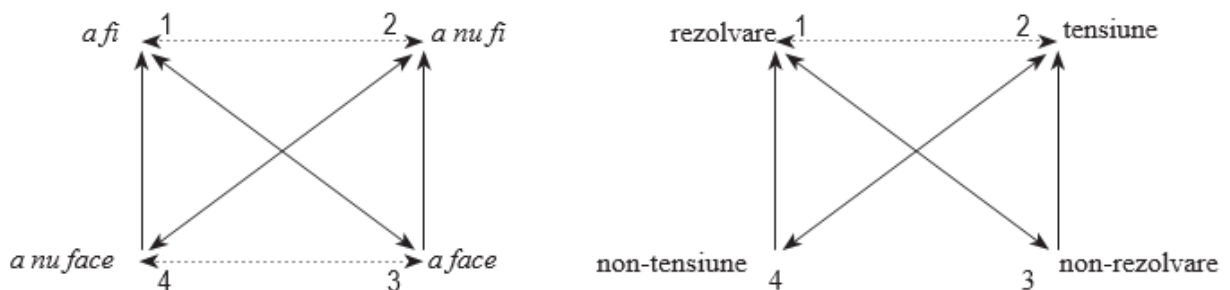 a fi 1 2 a nu fi
a nu face 4 3 a face
rezolvare 1 2 tensiune
non-tensiune 4 3 non-rezolvare